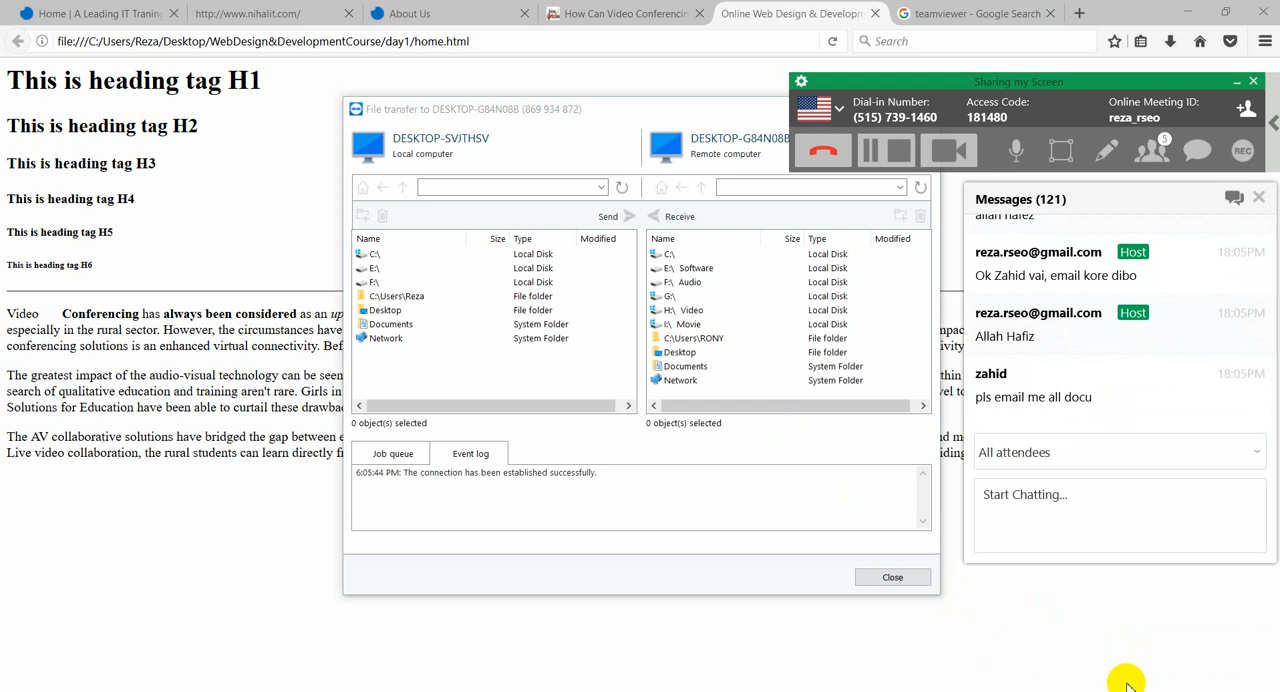 Home | A Leading IT Trainin
http://www.nihalit.com/
About Us
How Can Video Conferencin
Online Web Design & Developm
teamviewer - Google Search
file:///C:/Users/Reza/Desktop/WebDesign&DevelopmentCourse/day1/home.html
Search
This is heading tag H1
This is heading tag H2
This is heading tag H3
This is heading tag H4
This is heading tag H5
This is heading tag H6
Video Conferencing has always been considered as an
especially in the rural sector. However, the circumstances have
conferencing solutions is an enhanced virtual connectivity.
The greatest impact of the audio-visual technology can be seen
search of qualitative education and training aren't rare. Girls in
Solutions for Education have been able to curtail these
The AV collaborative solutions have bridged the gap between
Live video collaboration, the rural students can learn directly
File transfer to DESKTOP-G84N08B (869 934 872)
DESKTOP-SVJTHSV
Local computer
DESKTOP-G84N08B
Remote computer
Send
Receive
Name Size Type Modified
C:\ Local Disk
E:\ Local Disk
F:\ Local Disk
C:\Users\Reza File folder
Desktop File folder
Documents System Folder
Network System Folder
0 object(s) selected
Name Size Type Modified
C:\ Local Disk
E:\ Software Local Disk
F:\ Audio Local Disk
G:\ Local Disk
H:\ Video Local Disk
I:\ Movie Local Disk
C:\Users\RONY File folder
Desktop File folder
Documents System Folder
Network System Folder
0 object(s) selected
Job queue
Event log
6:05:44 PM: The connection has been established successfully.
Close
Sharing my Screen
Dial-in Number:
(515) 739-1460
Access Code:
181480
Online Meeting ID:
reza_rseo
5
REC
Messages (121)
allah hafez
reza.rseo@gmail.com Host 18:05PM
Ok Zahid vai, email kore dibo
reza.rseo@gmail.com Host 18:05PM
Allah Hafiz
zahid 18:05PM
pls email me all docu
All attendees
Start Chatting...